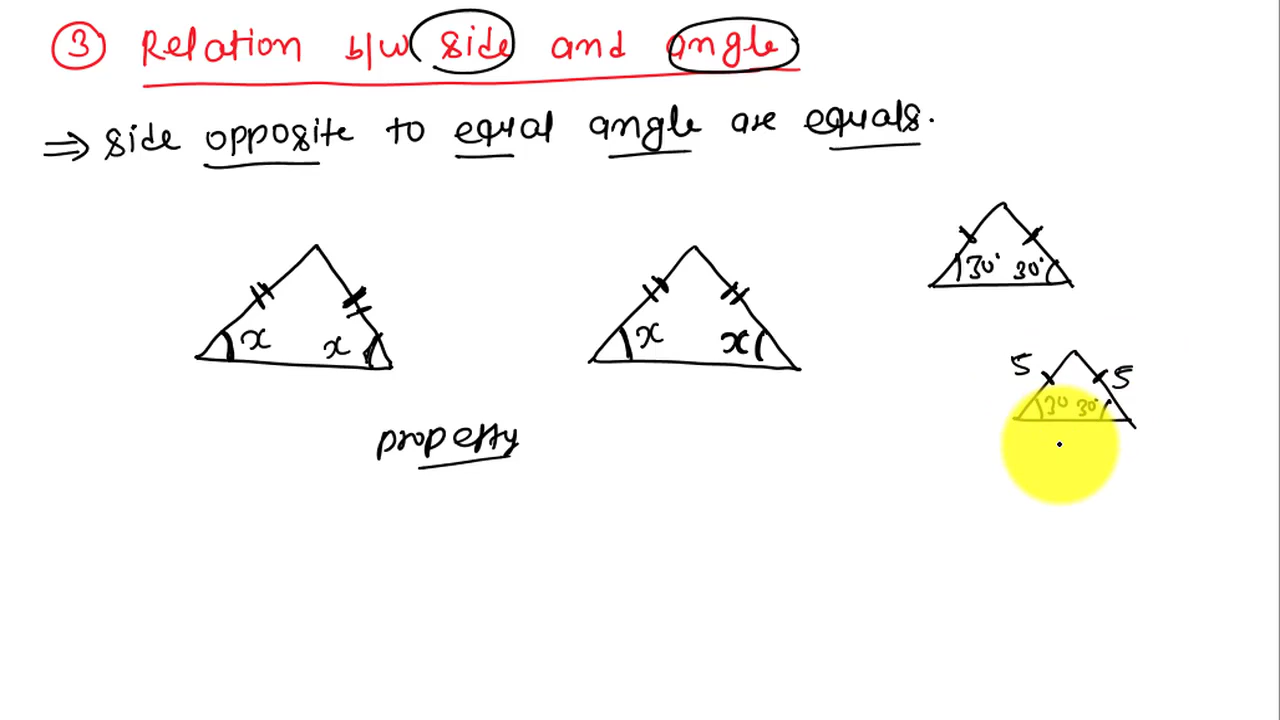 ③ Relation b/w side and angle
⇒ side opposite to equal angle are equals.
30° 30°
x x
x x
5 5
30 30°
property